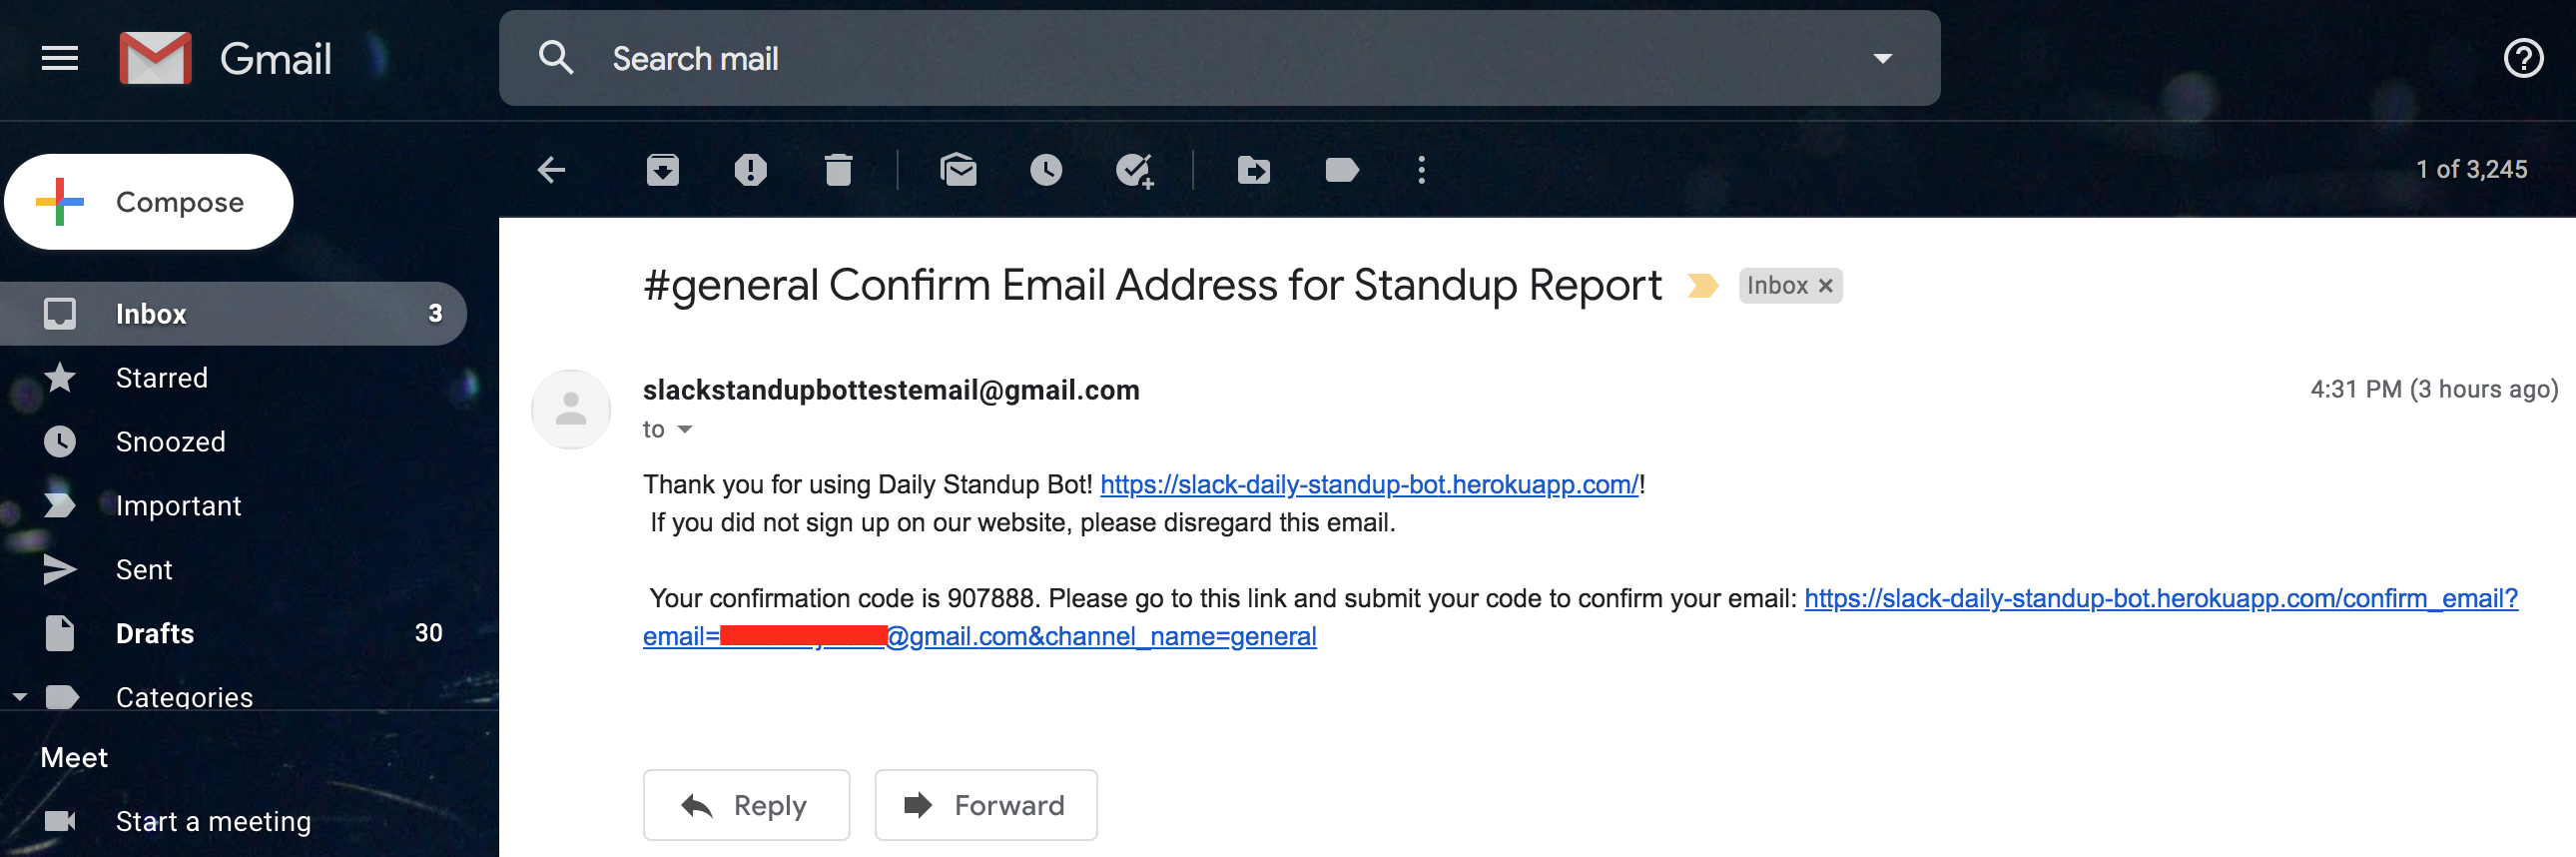 Gmail
Search mail
1 of 3,245
Compose
Inbox 3
Starred
Snoozed
Important
Sent
Drafts 30
Categories
Meet
Start a meeting
#general Confirm Email Address for Standup Report Inbox ×
slackstandupbottestemail@gmail.com
4:31 PM (3 hours ago)
to
Thank you for using Daily Standup Bot! https://slack-daily-standup-bot.herokuapp.com/!
If you did not sign up on our website, please disregard this email.
Your confirmation code is 907888. Please go to this link and submit your code to confirm your email: https://slack-daily-standup-bot.herokuapp.com/confirm_email?
email=@gmail.com&channel_name=general
Reply
Forward